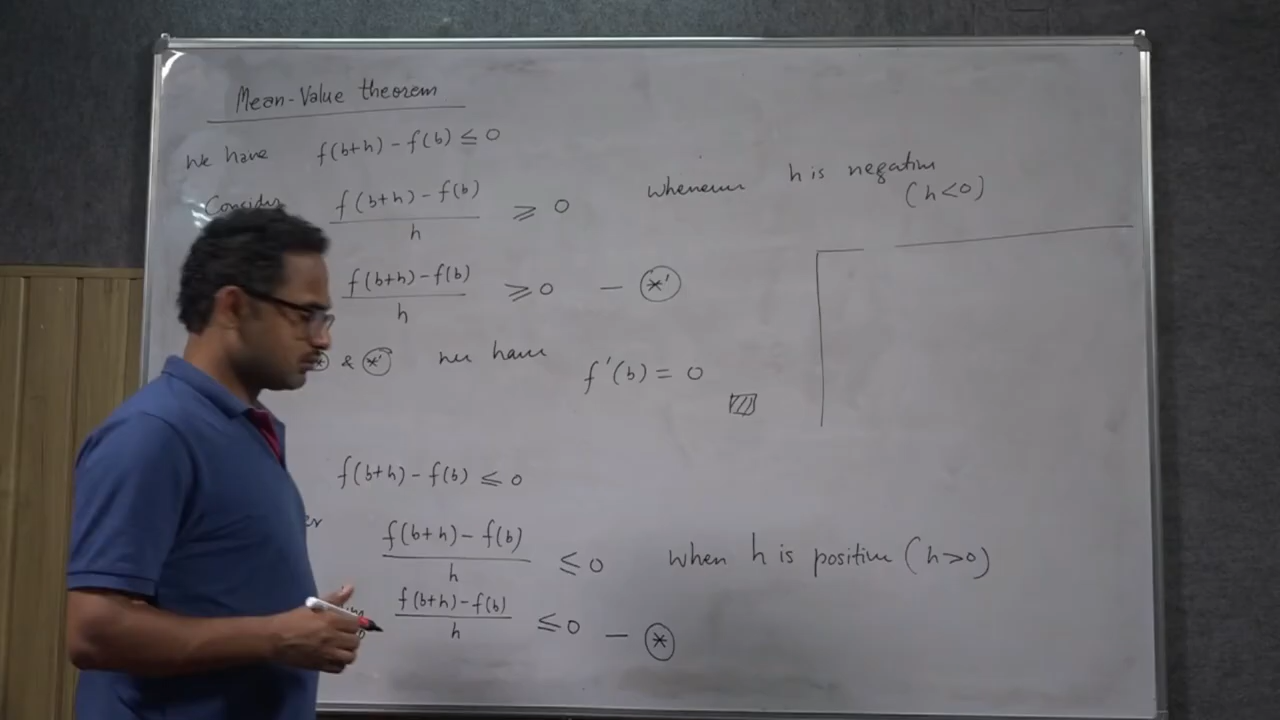 Mean-Value theorem
We have f(b+h) - f(b) ≤ 0
Consider f(b+h) - f(b) / h ≥ 0 whenever h is negative (h<0)
f(b+h) - f(b) / h ≥ 0 — (*')
(*) & (*') we have f'(b) = 0
f(b+h) - f(b) ≤ 0
f(b+h) - f(b) / h ≤ 0 when h is positive (h>0)
f(b+h) - f(b) / h ≤ 0 — (*)